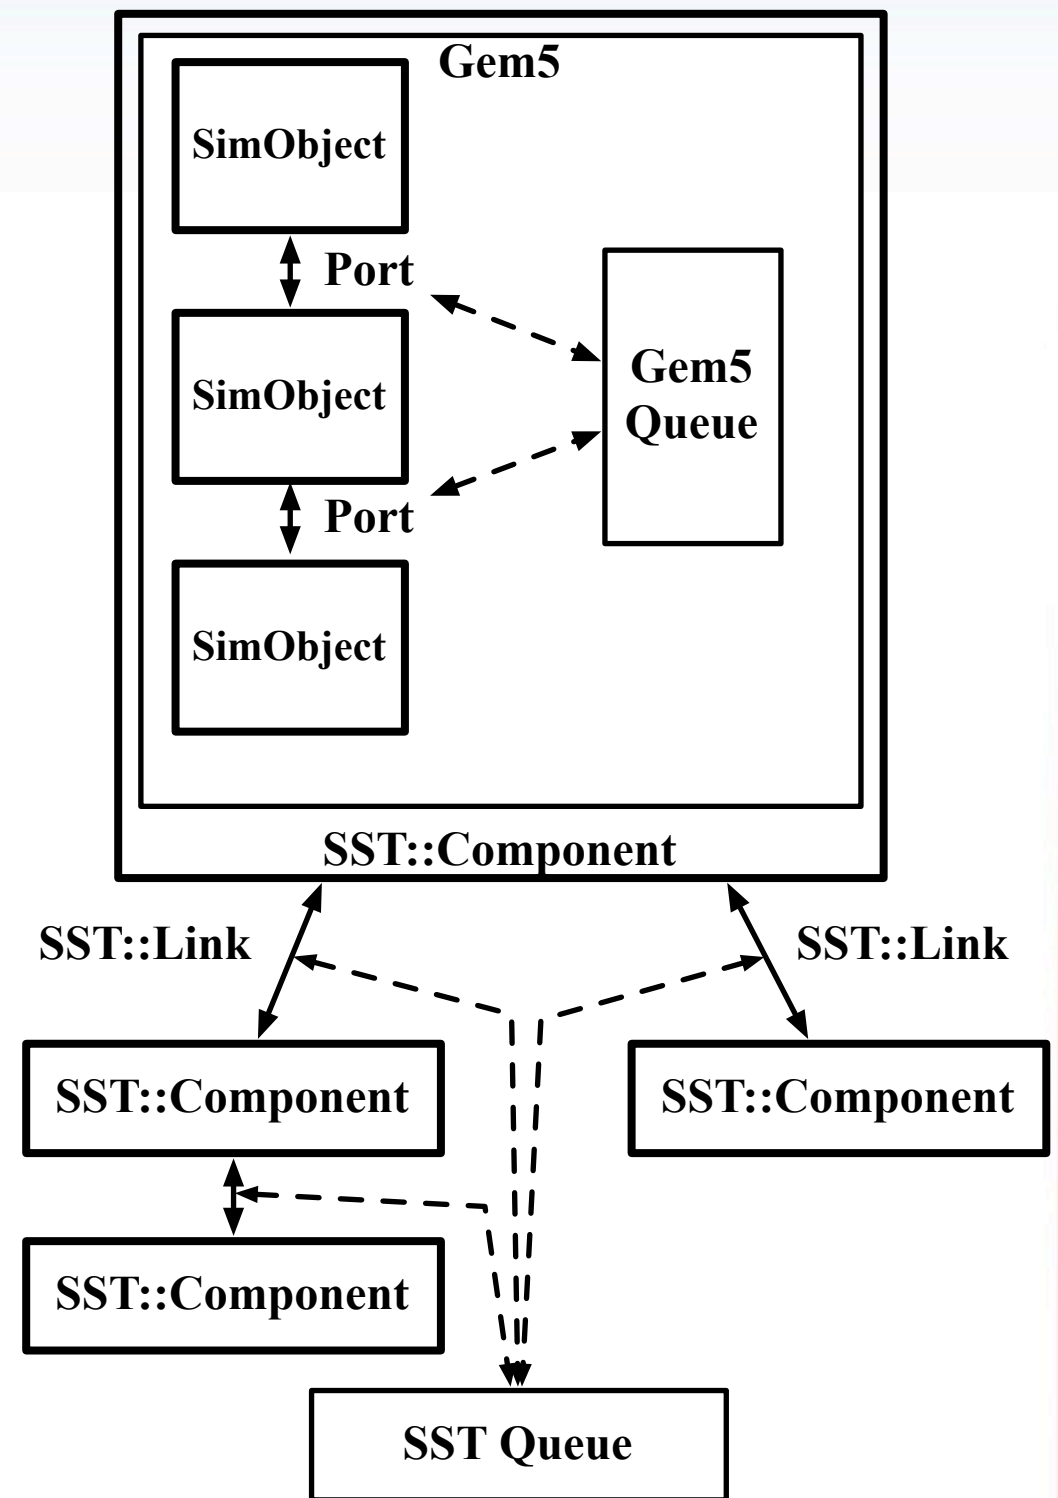 Gem5
SimObject
Port
SimObject
Gem5
Queue
Port
SimObject
SST::Component
SST::Link
SST::Link
SST::Component
SST::Component
SST::Component
SST Queue